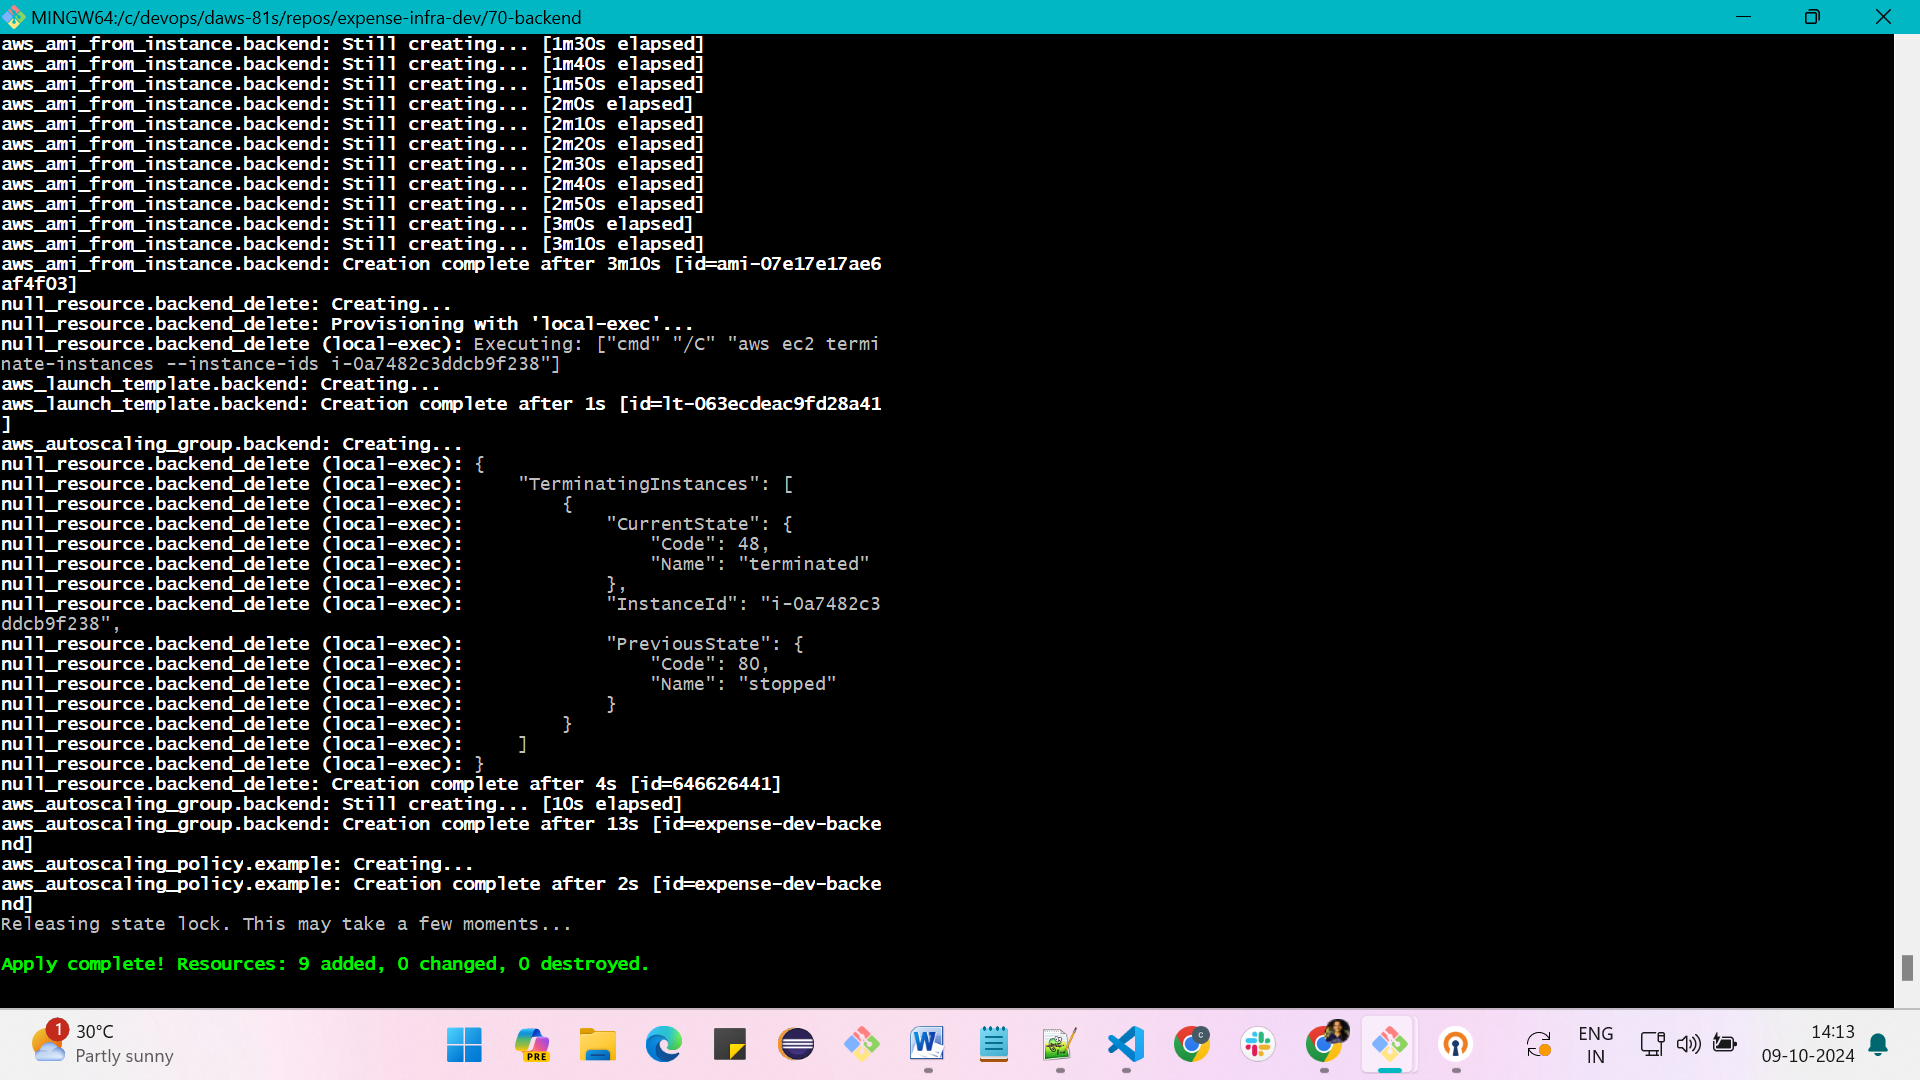 MINGW64:/c/devops/daws-81s/repos/expense-infra-dev/70-backend
aws_ami_from_instance.backend: Still creating... [1m30s elapsed]
aws_ami_from_instance.backend: Still creating... [1m40s elapsed]
aws_ami_from_instance.backend: Still creating... [1m50s elapsed]
aws_ami_from_instance.backend: Still creating... [2m0s elapsed]
aws_ami_from_instance.backend: Still creating... [2m10s elapsed]
aws_ami_from_instance.backend: Still creating... [2m20s elapsed]
aws_ami_from_instance.backend: Still creating... [2m30s elapsed]
aws_ami_from_instance.backend: Still creating... [2m40s elapsed]
aws_ami_from_instance.backend: Still creating... [2m50s elapsed]
aws_ami_from_instance.backend: Still creating... [3m0s elapsed]
aws_ami_from_instance.backend: Still creating... [3m10s elapsed]
aws_ami_from_instance.backend: Creation complete after 3m10s [id=ami-07e17e17ae6
af4f03]
null_resource.backend_delete: Creating...
null_resource.backend_delete: Provisioning with 'local-exec'...
null_resource.backend_delete (local-exec): Executing: ["cmd" "/C" "aws ec2 termi
nate-instances --instance-ids i-0a7482c3ddcb9f238"]
aws_launch_template.backend: Creating...
aws_launch_template.backend: Creation complete after 1s [id=lt-063ecdeac9fd28a41
]
aws_autoscaling_group.backend: Creating...
null_resource.backend_delete (local-exec): {
null_resource.backend_delete (local-exec):     "TerminatingInstances": [
null_resource.backend_delete (local-exec):         {
null_resource.backend_delete (local-exec):             "CurrentState": {
null_resource.backend_delete (local-exec):                 "Code": 48,
null_resource.backend_delete (local-exec):                 "Name": "terminated"
null_resource.backend_delete (local-exec):             },
null_resource.backend_delete (local-exec):             "InstanceId": "i-0a7482c3
ddcb9f238",
null_resource.backend_delete (local-exec):             "PreviousState": {
null_resource.backend_delete (local-exec):                 "Code": 80,
null_resource.backend_delete (local-exec):                 "Name": "stopped"
null_resource.backend_delete (local-exec):             }
null_resource.backend_delete (local-exec):         }
null_resource.backend_delete (local-exec):     ]
null_resource.backend_delete (local-exec): }
null_resource.backend_delete: Creation complete after 4s [id=646626441]
aws_autoscaling_group.backend: Still creating... [10s elapsed]
aws_autoscaling_group.backend: Creation complete after 13s [id=expense-dev-backe
nd]
aws_autoscaling_policy.example: Creating...
aws_autoscaling_policy.example: Creation complete after 2s [id=expense-dev-backe
nd]
Releasing state lock. This may take a few moments...
Apply complete! Resources: 9 added, 0 changed, 0 destroyed.
1
30°C
Partly sunny
PRE
W
C
ENG
IN
14:13
09-10-2024